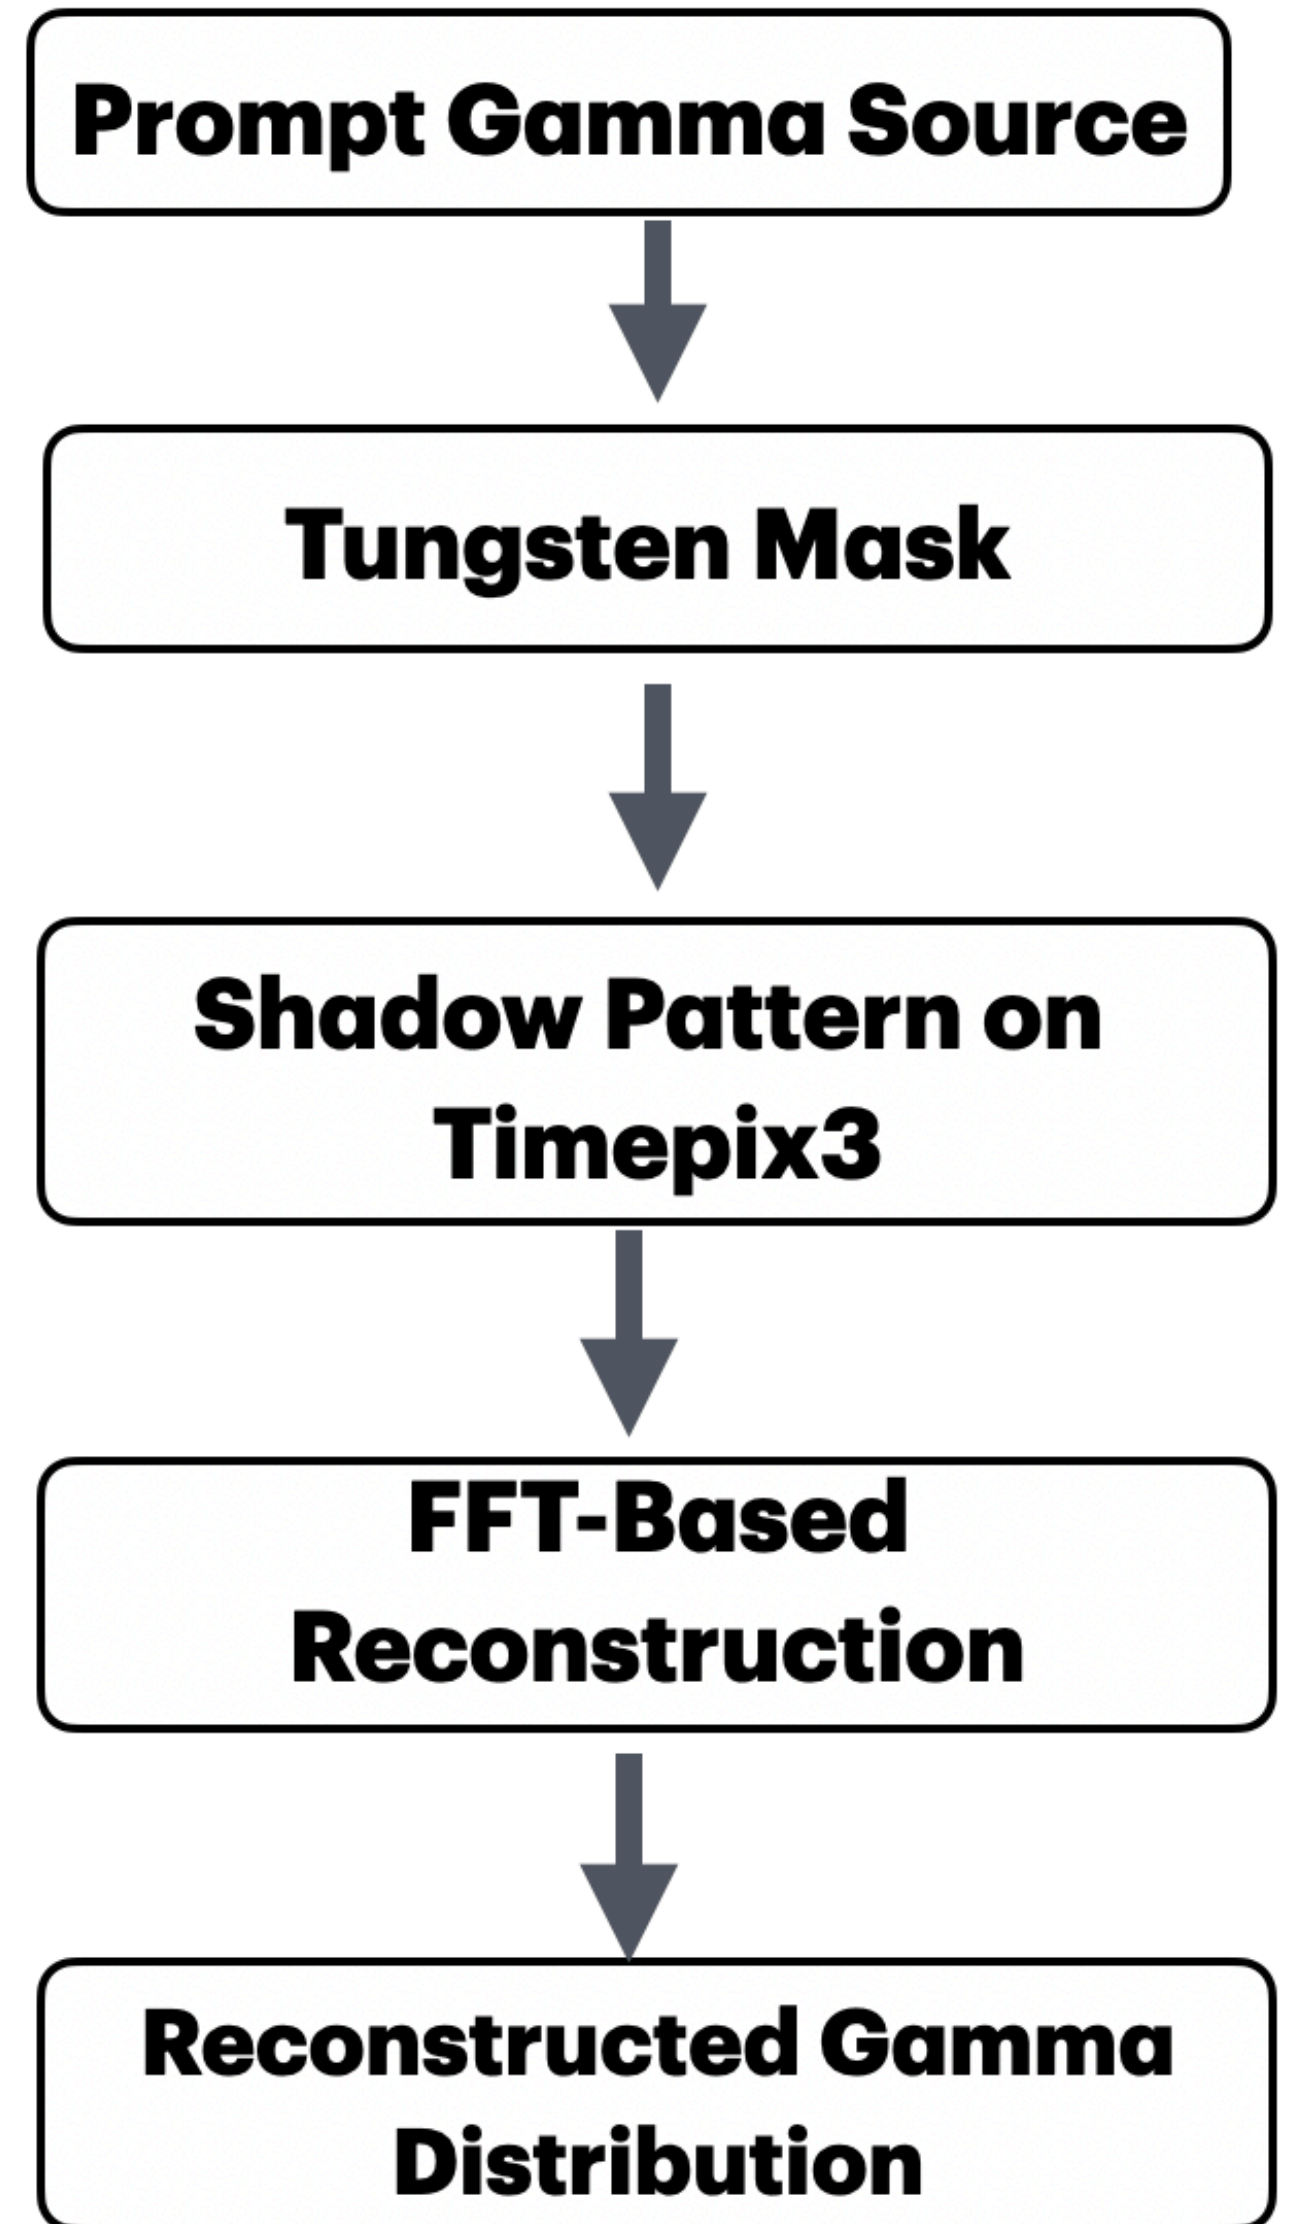 Prompt Gamma Source
Tungsten Mask
Shadow Pattern on
Timepix3
FFT-Based
Reconstruction
Reconstructed Gamma
Distribution